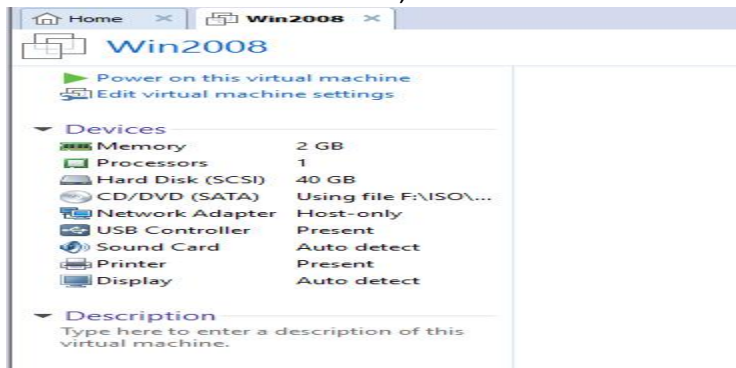 Home × Win2008 ×
Win2008
Power on this virtual machine
Edit virtual machine settings
Devices
Memory 2 GB
Processors 1
Hard Disk (SCSI) 40 GB
CD/DVD (SATA) Using file F:\ISO\...
Network Adapter Host-only
USB Controller Present
Sound Card Auto detect
Printer Present
Display Auto detect
Description
Type here to enter a description of this
virtual machine.